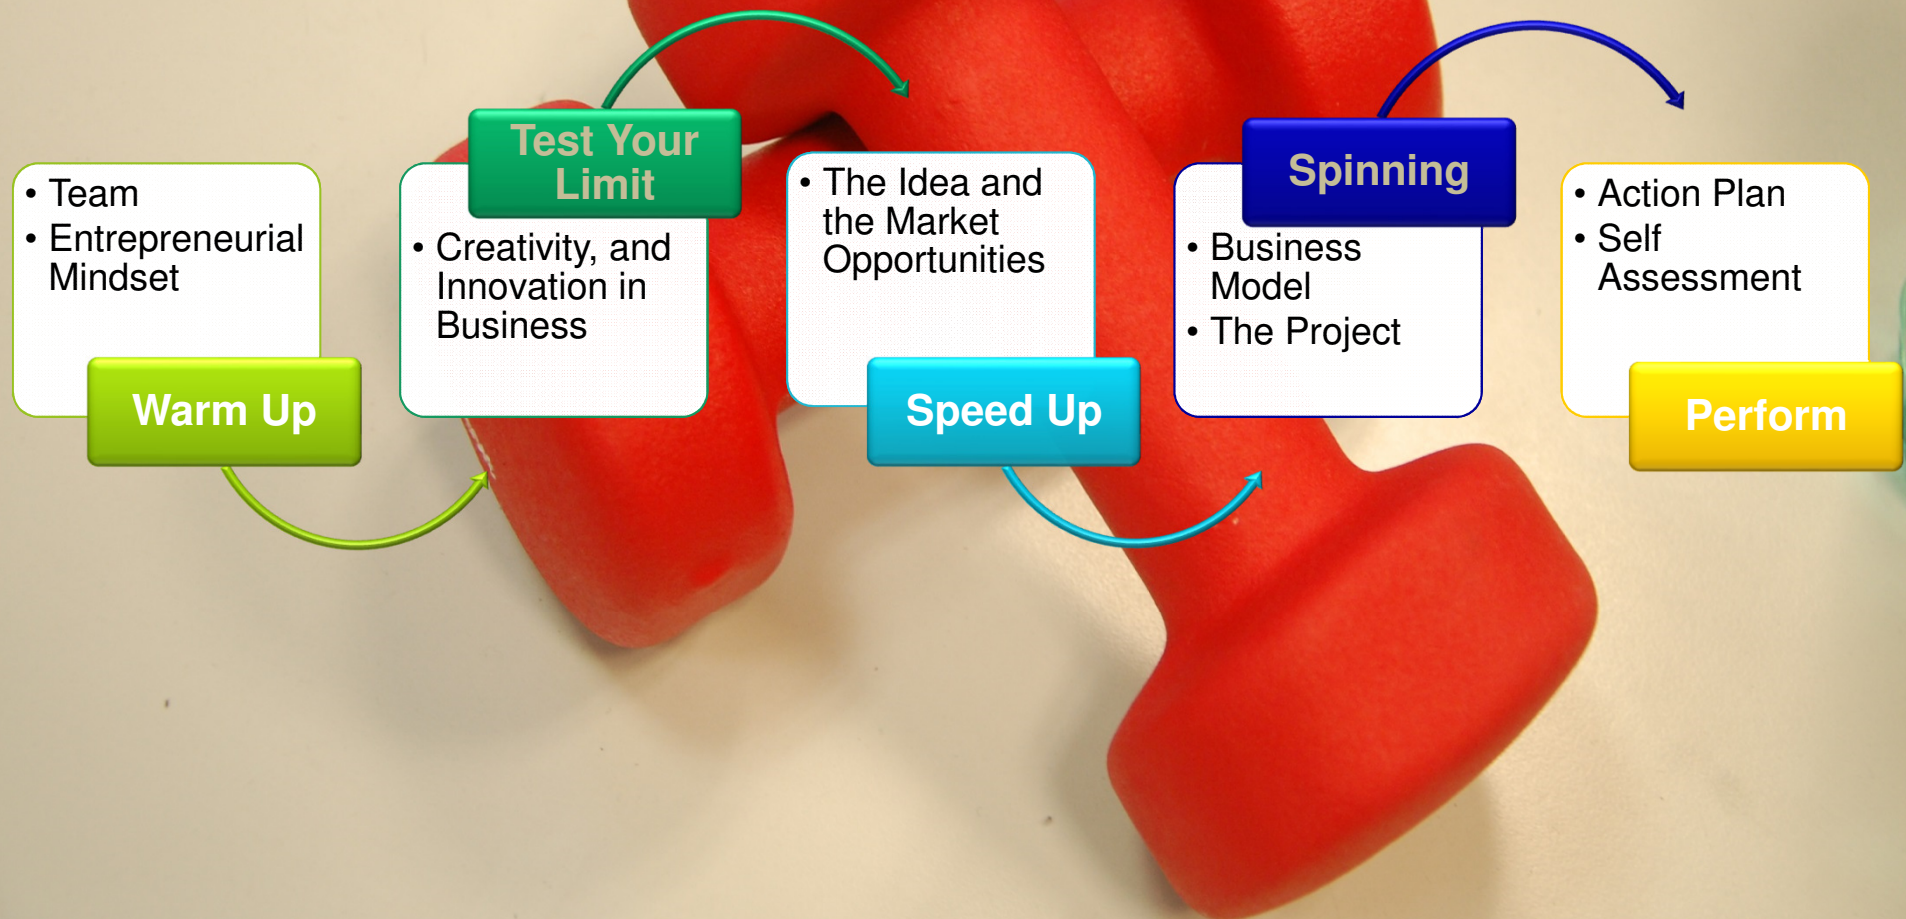 • Team
• Entrepreneurial
Mindset
Warm Up
Test Your
Limit
• Creativity, and
Innovation in
Business
• The Idea and
the Market
Opportunities
Speed Up
Spinning
• Business
Model
• The Project
• Action Plan
• Self
Assessment
Perform